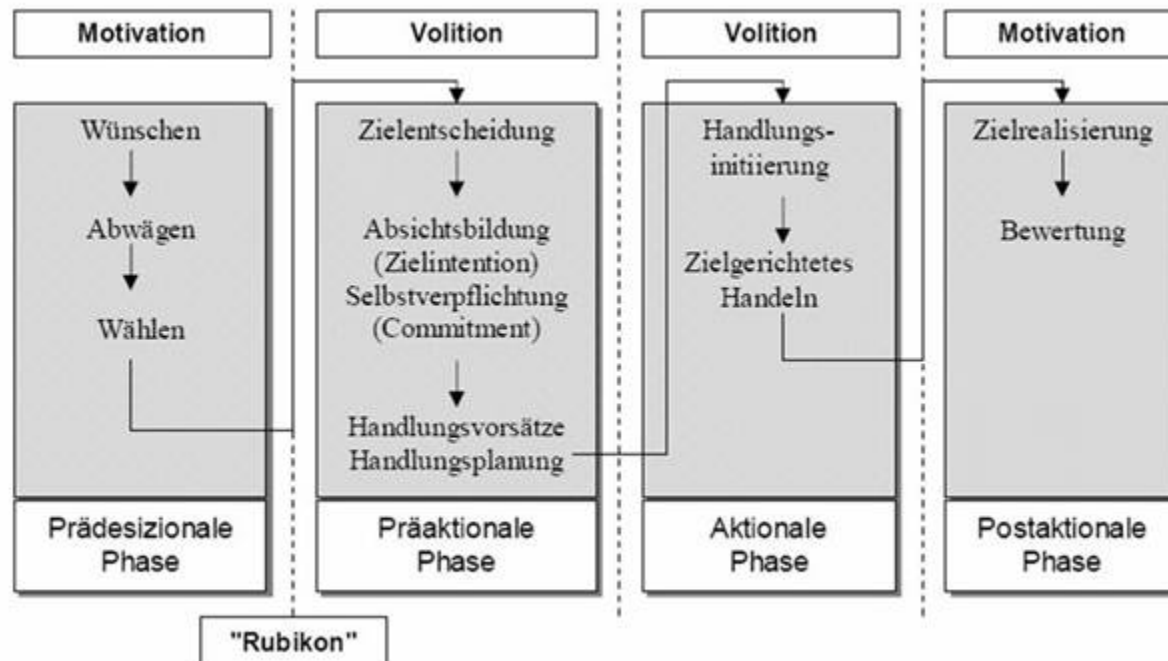 Motivation
Volition
Volition
Motivation
Wünschen
Abwägen
Wählen
Zielentscheidung
Absichtsbildung
(Zielintention)
Selbstverpflichtung
(Commitment)
Handlungsvorsätze
Handlungsplanung
Handlungs-
initiierung
Zielgerichtetes
Handeln
Zielrealisierung
Bewertung
Prädesizionale
Phase
Präaktionale
Phase
Aktionale
Phase
Postaktionale
Phase
"Rubikon"